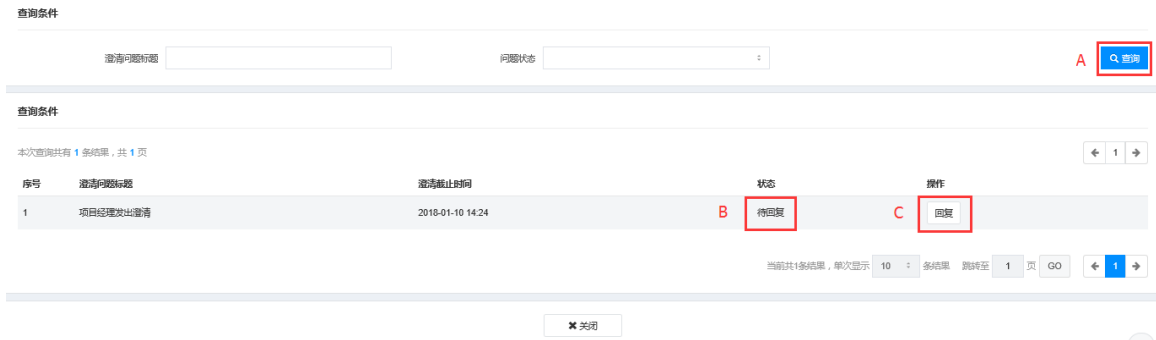 查询条件
澄清问题标题 问题状态 A 查询
查询条件
本次查询共有 1 条结果，共 1 页 1
序号 澄清问题标题 澄清截止时间 状态 操作
1 项目经理发出澄清 2018-01-10 14:24 B 待回复 C 回复
当前共1条结果，单次显示 10 条结果 跳转至 1 页 GO 1
关闭